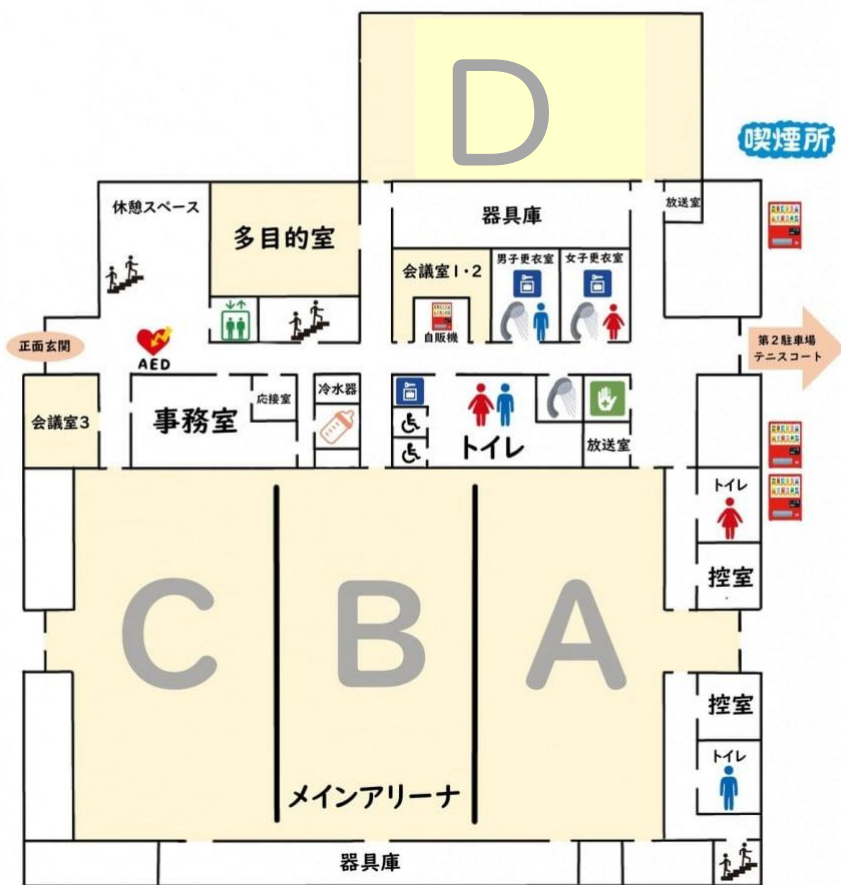 D
喫煙所
休憩スペース
多目的室
器具庫
放送室
会議室1・2
男子更衣室
女子更衣室
自販機
正面玄関
AED
第2駐車場
テニスコート
会議室3
事務室
応接室
冷水器
トイレ
放送室
トイレ
控室
C
B
A
控室
トイレ
メインアリーナ
器具庫